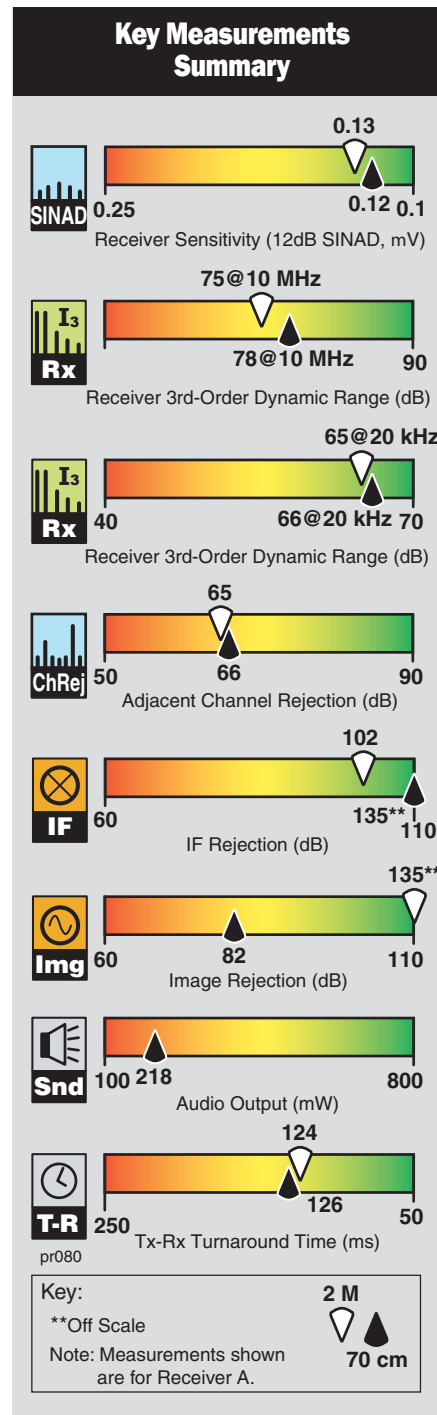 Key Measurements
Summary
0.13
SINAD
0.25
0.12
0.1
Receiver Sensitivity (12dB SINAD, mV)
75@10 MHz
I3
Rx
78@10 MHz
90
Receiver 3rd-Order Dynamic Range (dB)
65@20 kHz
I3
Rx
40
66@20 kHz
70
Receiver 3rd-Order Dynamic Range (dB)
65
ChRej
50
66
90
Adjacent Channel Rejection (dB)
102
IF
60
135**
110
IF Rejection (dB)
135**
Img
60
82
110
Image Rejection (dB)
Snd
100
218
800
Audio Output (mW)
124
T-R
250
126
50
Tx-Rx Turnaround Time (ms)
pr080
Key:
2 M
**Off Scale
70 cm
Note: Measurements shown
are for Receiver A.